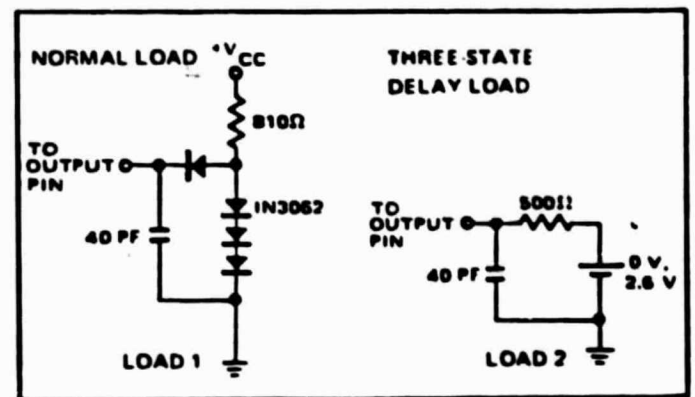 NORMAL LOAD
+VCC
810Ω
TO
OUTPUT
PIN
IN3062
40 PF
LOAD 1
THREE-STATE
DELAY LOAD
500Ω
TO
OUTPUT
PIN
40 PF
0 V,
2.6 V
LOAD 2